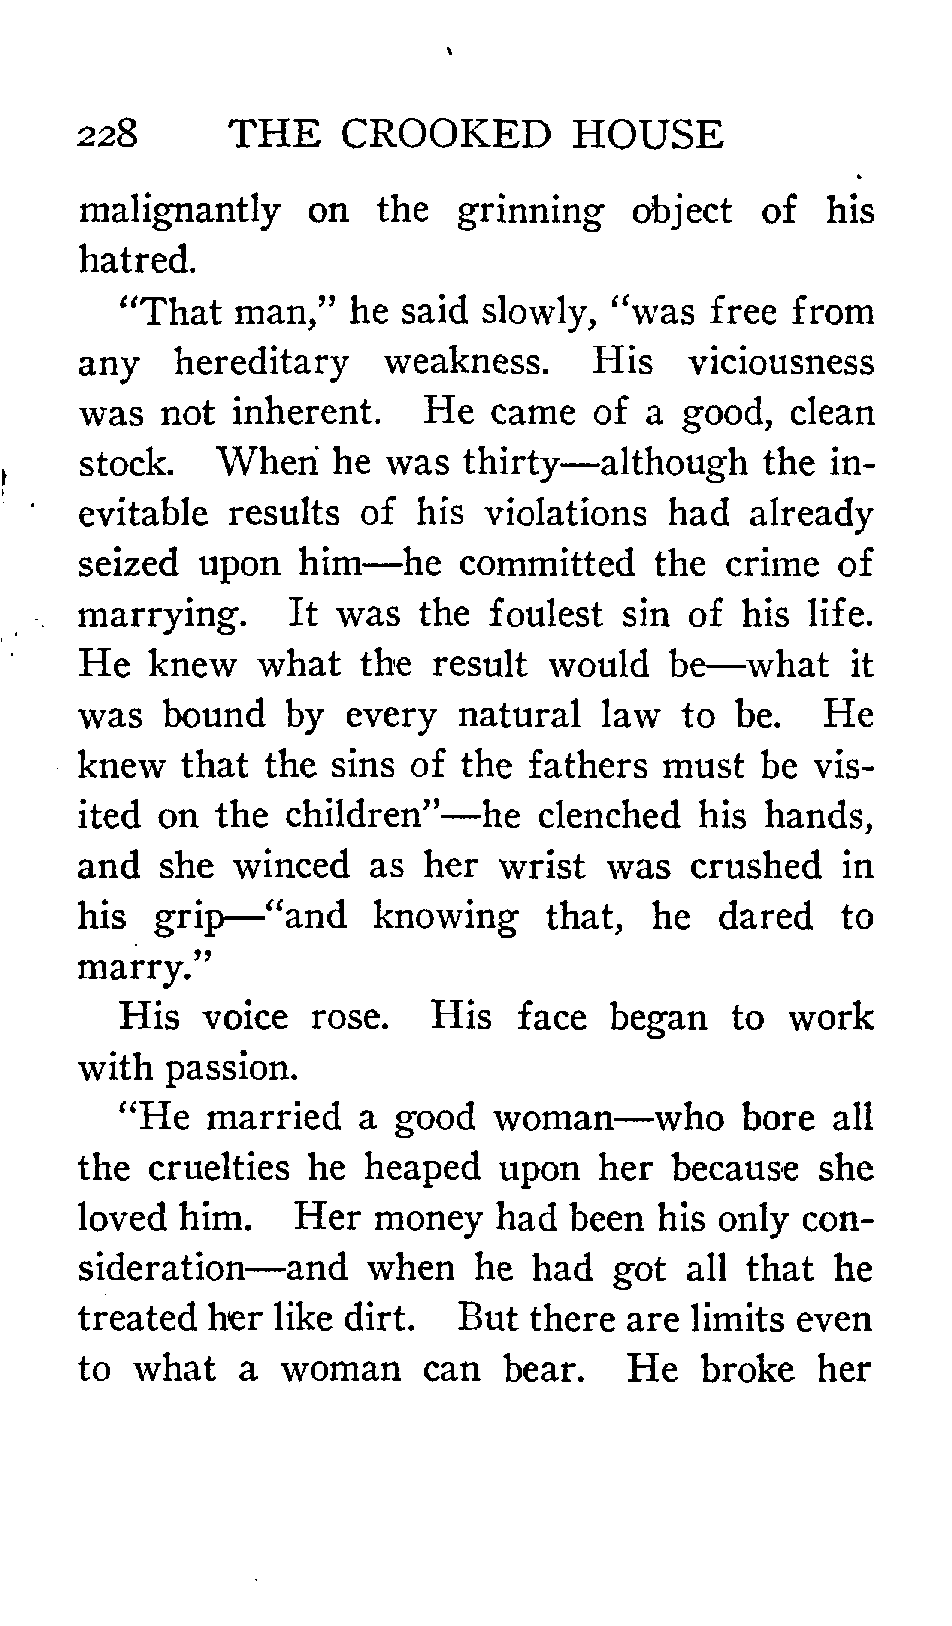 228 THE CROOKED HOUSE
malignantly on the grinning object of his
hatred.
"That man," he said slowly, "was free from
any hereditary weakness. His viciousness
was not inherent. He came of a good, clean
stock. When he was thirty—although the in-
evitable results of his violations had already
seized upon him—he committed the crime of
marrying. It was the foulest sin of his life.
He knew what the result would be—what it
was bound by every natural law to be. He
knew that the sins of the fathers must be vis-
ited on the children"—he clenched his hands,
and she winced as her wrist was crushed in
his grip—"and knowing that, he dared to
marry."
His voice rose. His face began to work
with passion.
"He married a good woman—who bore all
the cruelties he heaped upon her because she
loved him. Her money had been his only con-
sideration—and when he had got all that he
treated her like dirt. But there are limits even
to what a woman can bear. He broke her